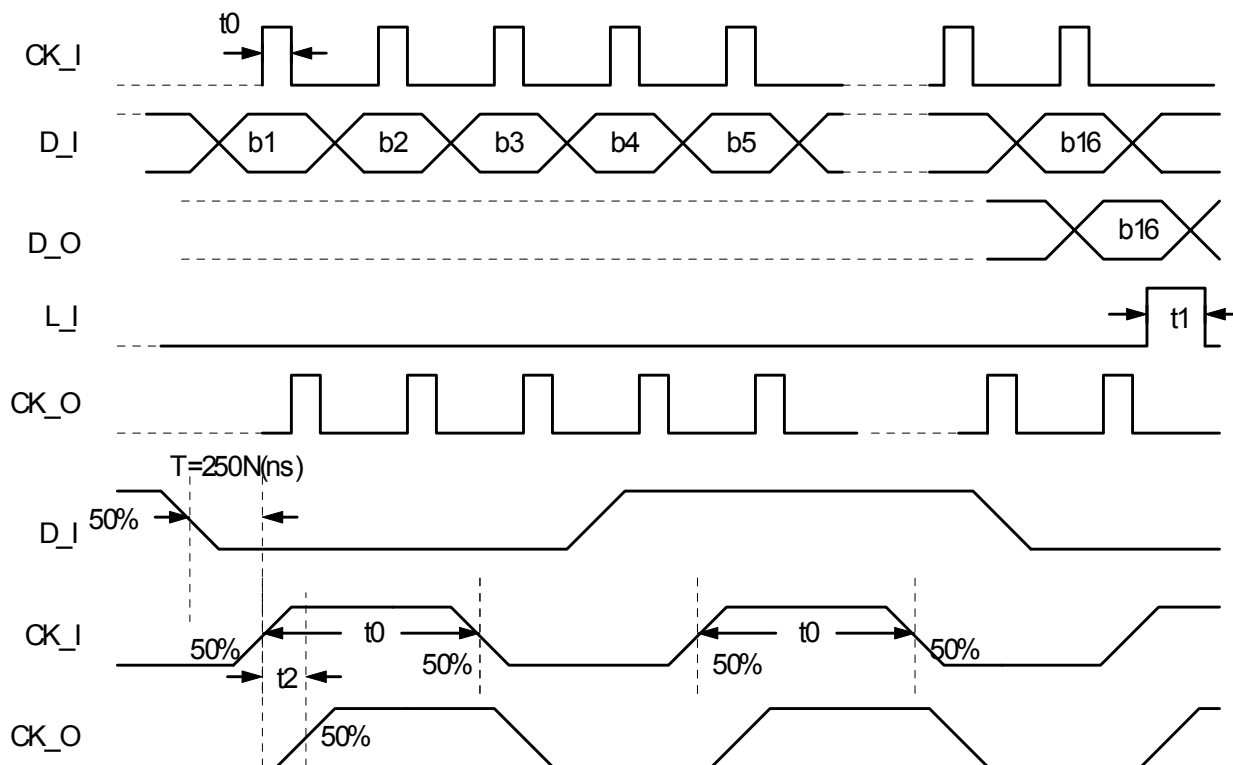 t0
CK_I
D_I b1 b2 b3 b4 b5 b16
D_O b16
L_I t1
CK_O
T=250N(ns)
50%
D_I
CK_I 50% t0 50% t0 50% 50%
t2
CK_O 50%